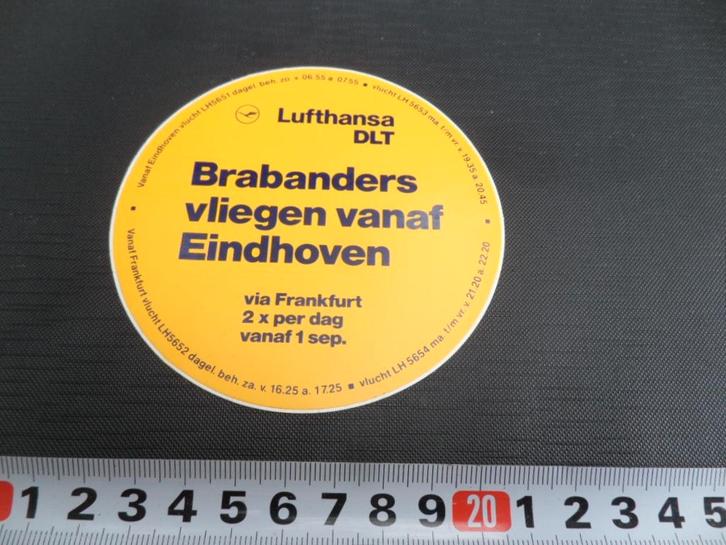 Vanaf Eindhoven vlucht LH5651 dagel. beh. zo. v. 06.55 a. 07.55 ■ vlucht LH 5653 ma. t/m vr. v. 19.35 a. 20.45
Lufthansa
DLT
Brabanders
vliegen vanaf
Eindhoven
via Frankfurt
2 x per dag
vanaf 1 sep.
Vanaf Frankfurt vlucht LH5652 dagel. beh. za. v. 16.25 a. 17.25 ■ vlucht LH 5654 ma. t/m vr. v. 21.20 a. 22.20
1 2 3 4 5 6 7 8 9 20 1 2 3 4 5